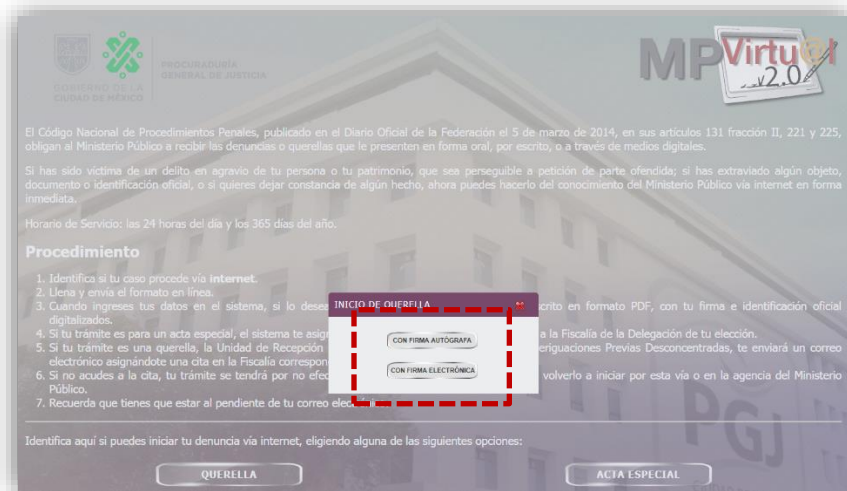 GOBIERNO DE LA
CIUDAD DE MÉXICO
PROCURADURÍA
GENERAL DE JUSTICIA
MPVirtu@l
2.0
El Código Nacional de Procedimientos Penales, publicado en el Diario Oficial de la Federación el 5 de marzo de 2014, en sus artículos 131 fracción II, 221 y 225,
obligan al Ministerio Público a recibir las denuncias o querellas que le presenten en forma oral, por escrito, o a través de medios digitales.
Si has sido víctima de un delito en agravio de tu persona o tu patrimonio, que sea perseguible a petición de parte ofendida; si has extraviado algún objeto,
documento o identificación oficial, o si quieres dejar constancia de algún hecho, ahora puedes hacerlo del conocimiento del Ministerio Público vía internet en forma
inmediata.
Horario de Servicio: las 24 horas del día y los 365 días del año.
Procedimiento
1. Identifica si tu caso procede vía internet.
2. Llena y envía el formato en línea.
3. Cuando ingreses tus datos en el sistema, si lo desea crito en formato PDF, con tu firma e identificación oficial
digitalizados.
4. Si tu trámite es para un acta especial, el sistema te asign a la Fiscalía de la Delegación de tu elección.
5. Si tu trámite es una querella, la Unidad de Recepción eriguaciones Previas Desconcentradas, te enviará un correo
electrónico asignándote una cita en la Fiscalía correspon
6. Si no acudes a la cita, tu trámite se tendrá por no efec volverlo a iniciar por esta vía o en la agencia del Ministerio
Público.
7. Recuerda que tienes que estar al pendiente de tu correo
INICIO DE QUERELLA
CON FIRMA AUTÓGRAFA
CON FIRMA ELECTRÓNICA
PGJ
Identifica aquí si puedes iniciar tu denuncia vía internet, eligiendo alguna de las siguientes opciones:
QUERELLA
ACTA ESPECIAL